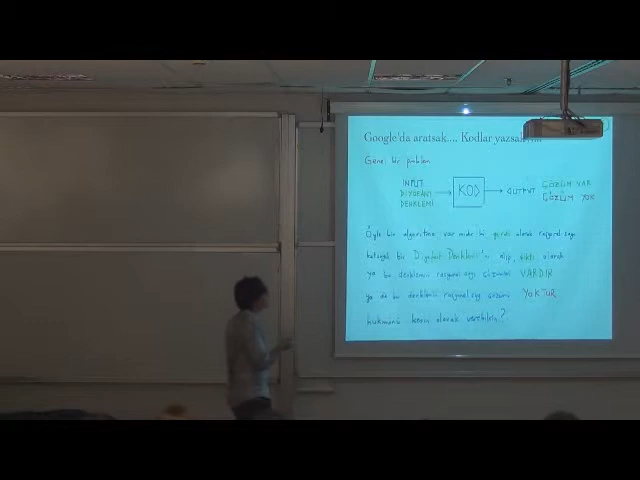 Google'da aratsak.... Kodlar yazsak
Genel bir problem
INPUT
DİYOFANT
DENKLEMİ
KOD
OUTPUT
ÇÖZÜM VAR
ÇÖZÜM YOK
Öyle bir algoritma var mıdır ki girdi olarak rasyonel sayı
katsayılı bir Diyofant Denklemi'ni alıp, çıktı olarak
ya bu denklemin rasyonel sayı çözümü VARDIR
ya da bu denklemin rasyonel sayı çözümü YOKTUR
hükmünü kesin olarak verebilsin?